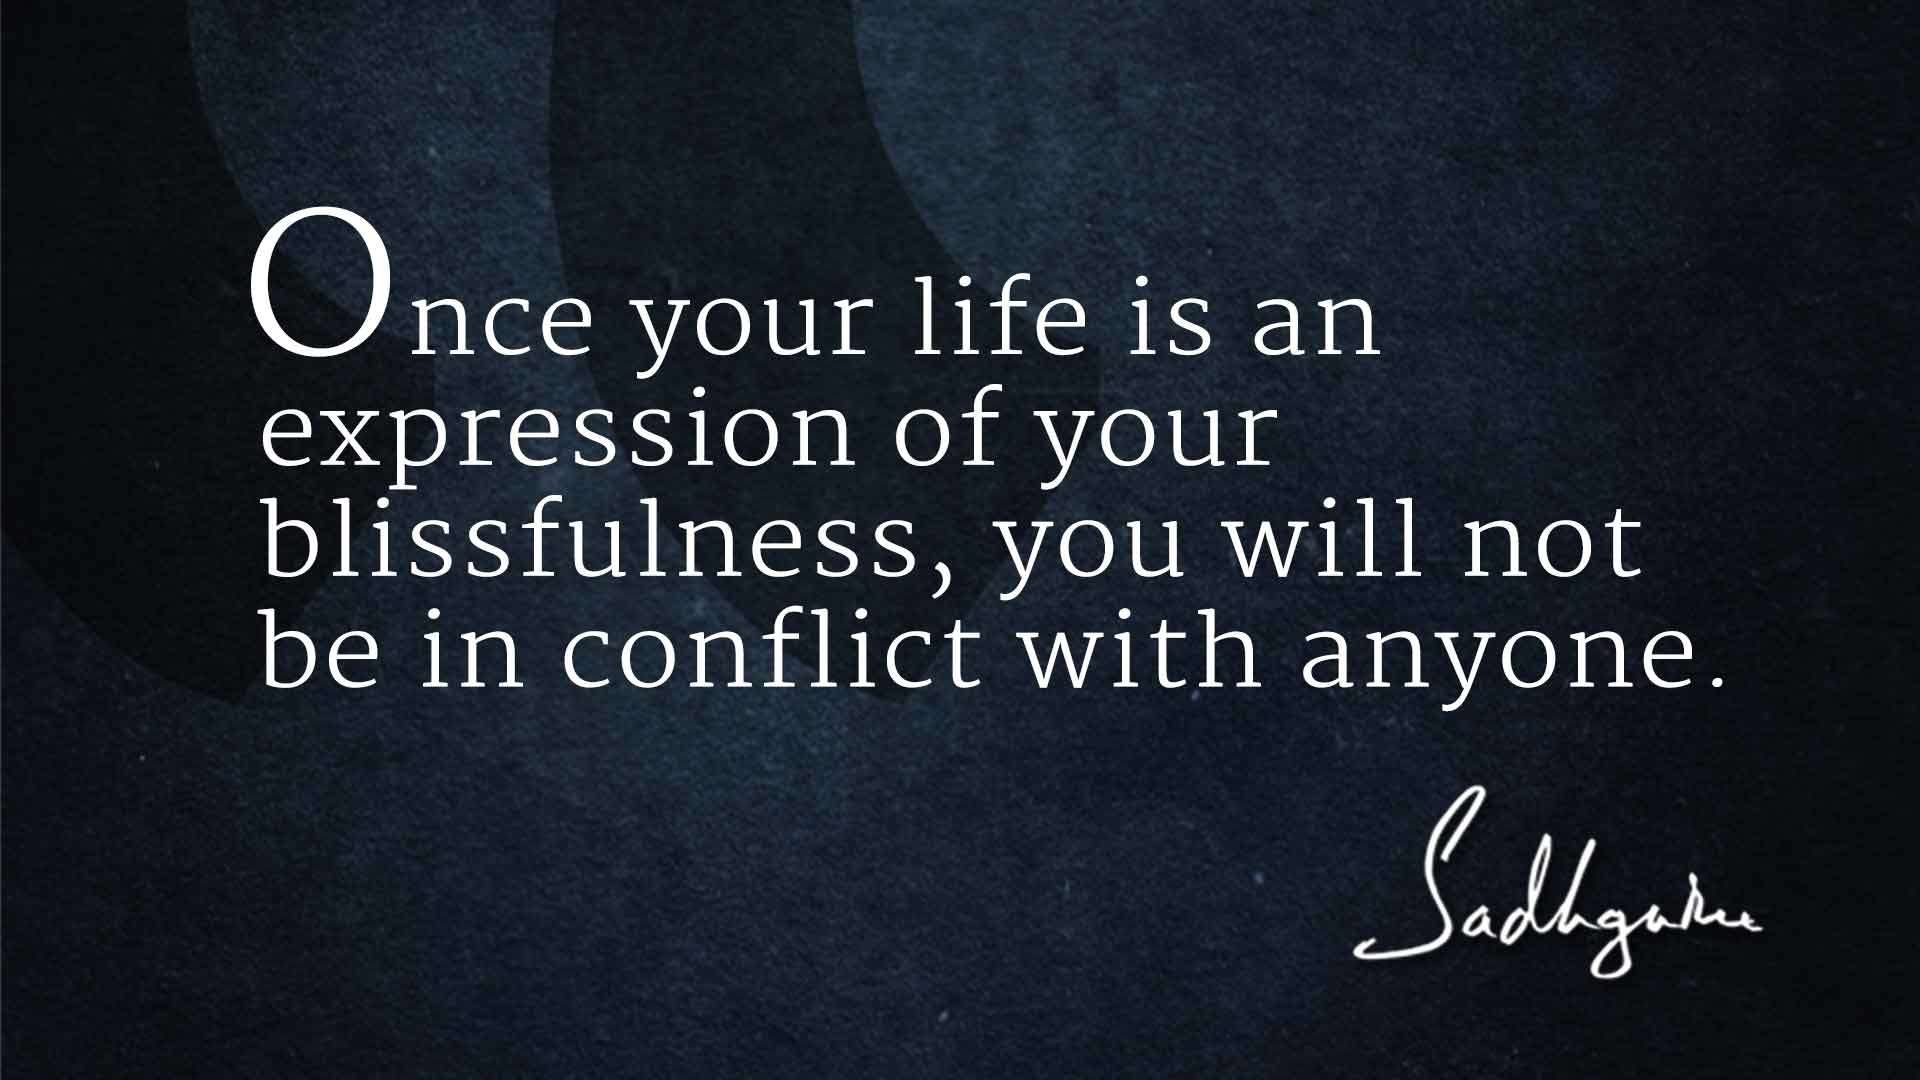 Once your life is an
expression of your
blissfulness, you will not
be in conflict with anyone.
Sadhguru